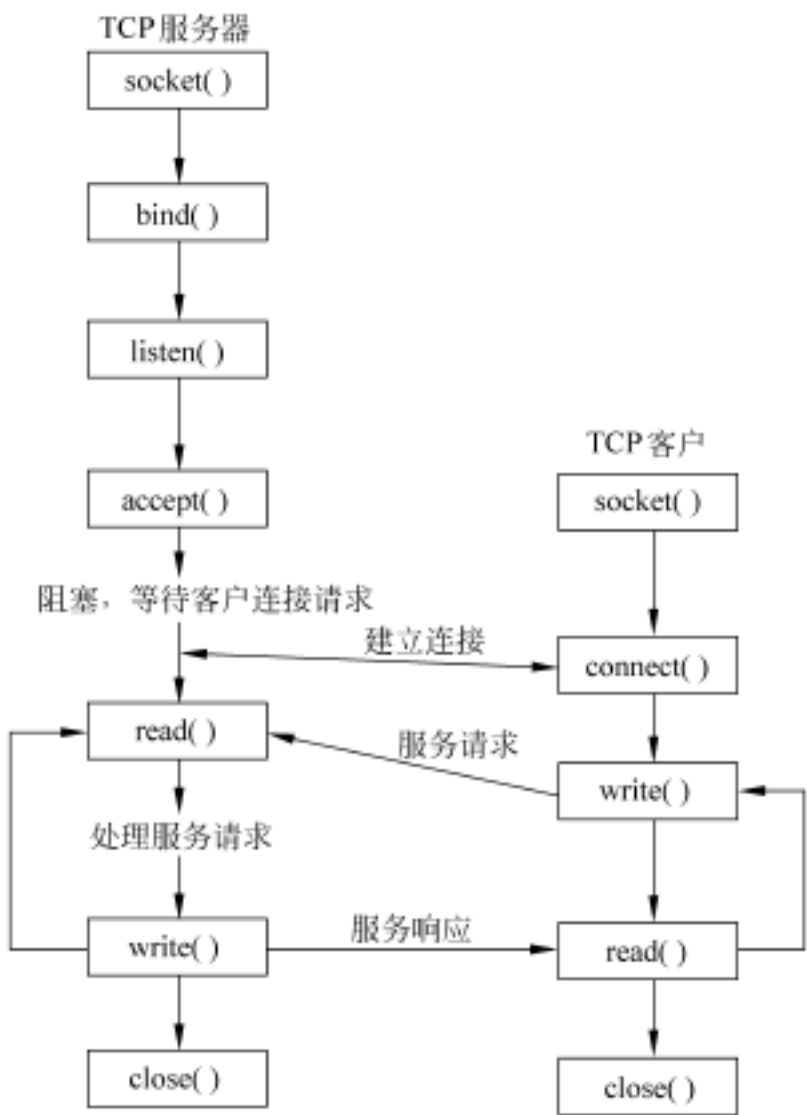 TCP服务器
socket( )
bind( )
listen( )
accept( )
阻塞，等待客户连接请求
read( )
处理服务请求
write( )
close( )
建立连接
服务请求
服务响应
TCP客户
socket( )
connect( )
write( )
read( )
close( )